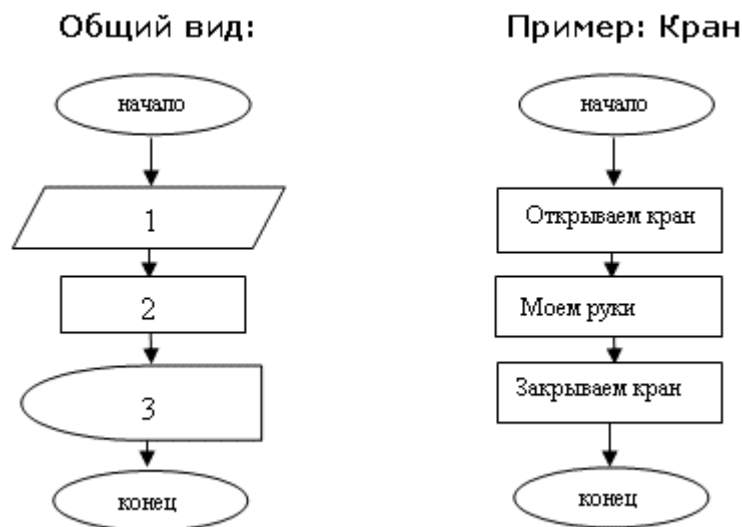 Общий вид:
начало
1
2
3
конец
Пример: Кран
начало
Открываем кран
Моем руки
Закрываем кран
конец